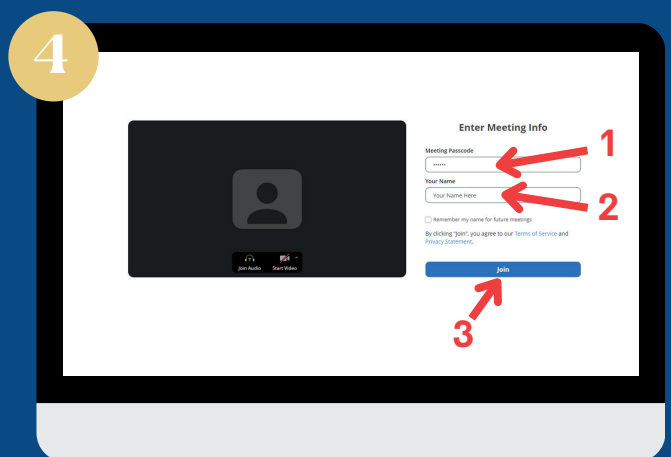 4
Enter Meeting Info
1
Meeting Passcode
••••••
Your Name
Your Name Here
2
Remember my name for future meetings
By clicking "Join", you agree to our Terms of Service and
Privacy Statement.
Join Audio Start Video
Join
3